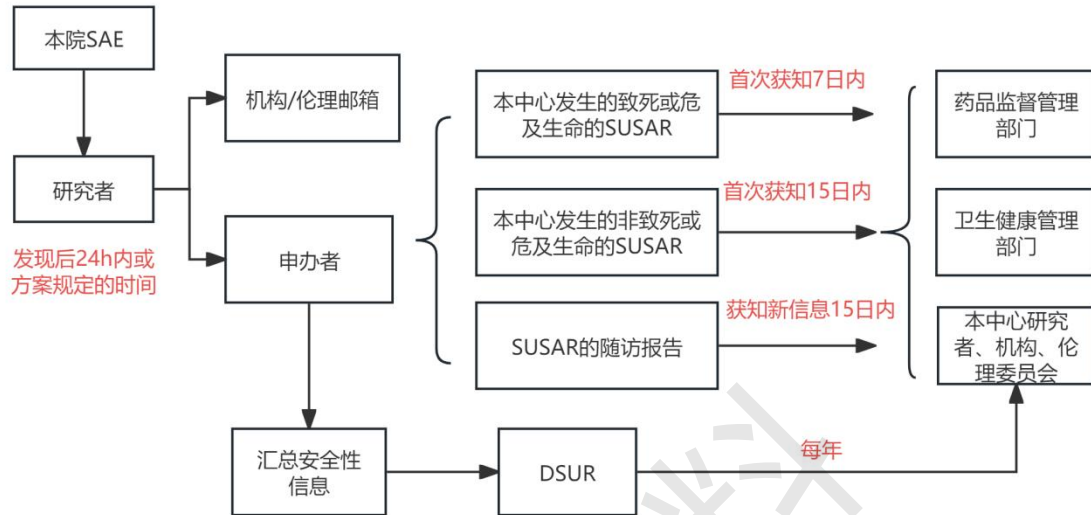 本院SAE
研究者
发现后24h内或
方案规定的时间
机构/伦理邮箱
申办者
汇总安全性
信息
本中心发生的致死或危
及生命的SUSAR
首次获知7日内
本中心发生的非致死或
危及生命的SUSAR
首次获知15日内
SUSAR的随访报告
获知新信息15日内
DSUR
每年
药品监督管理
部门
卫生健康管理
部门
本中心研究
者、机构、伦
理委员会